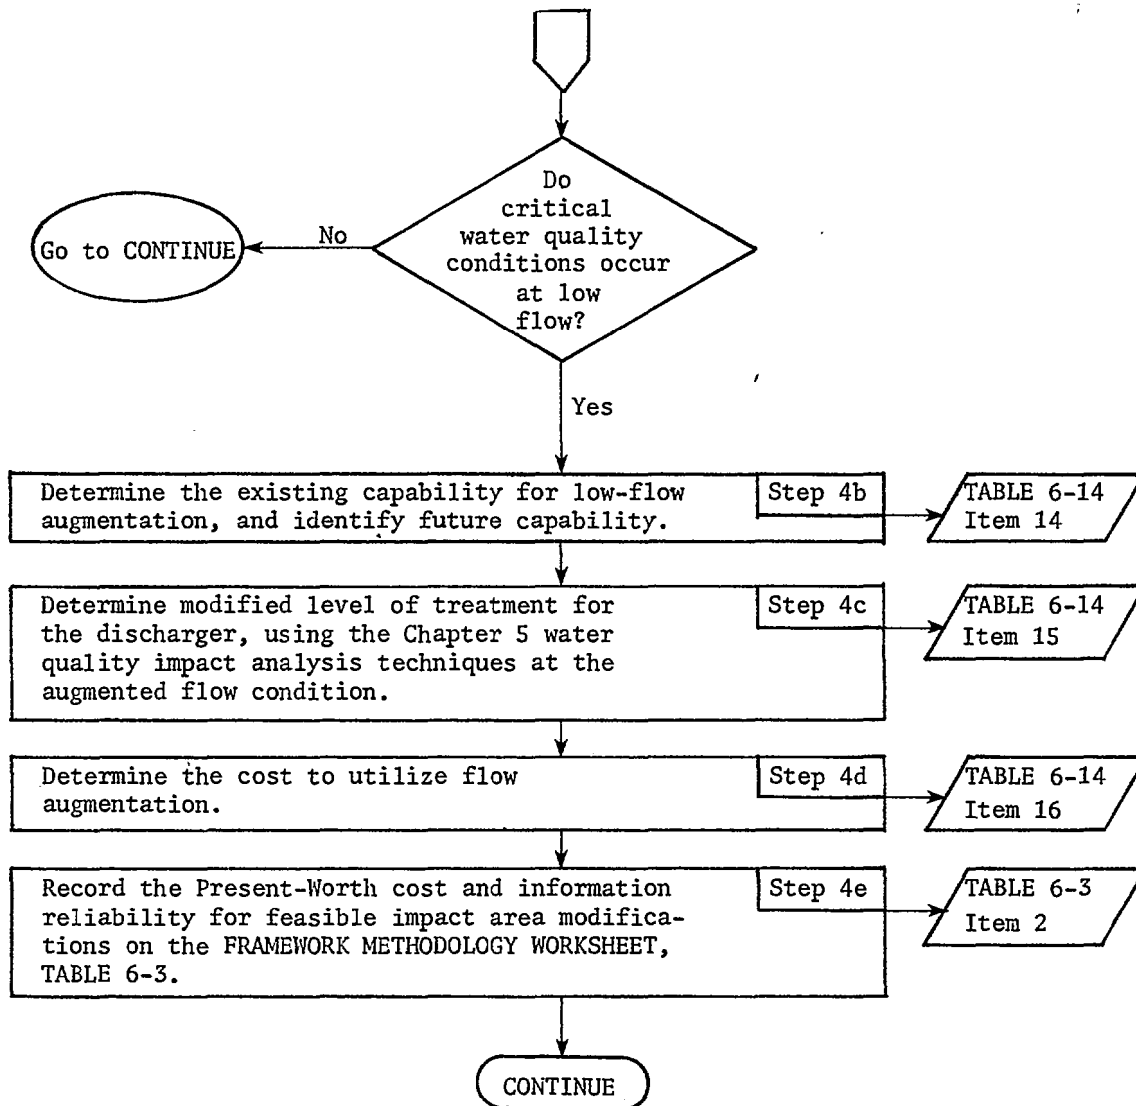 Do
critical
water quality
conditions occur
at low
flow?
No
Go to CONTINUE
Yes
Determine the existing capability for low-flow
augmentation, and identify future capability.
Step 4b
TABLE 6-14
Item 14
Determine modified level of treatment for
the discharger, using the Chapter 5 water
quality impact analysis techniques at the
augmented flow condition.
Step 4c
TABLE 6-14
Item 15
Determine the cost to utilize flow
augmentation.
Step 4d
TABLE 6-14
Item 16
Record the Present-Worth cost and information
reliability for feasible impact area modifica-
tions on the FRAMEWORK METHODOLOGY WORKSHEET,
TABLE 6-3.
Step 4e
TABLE 6-3
Item 2
CONTINUE